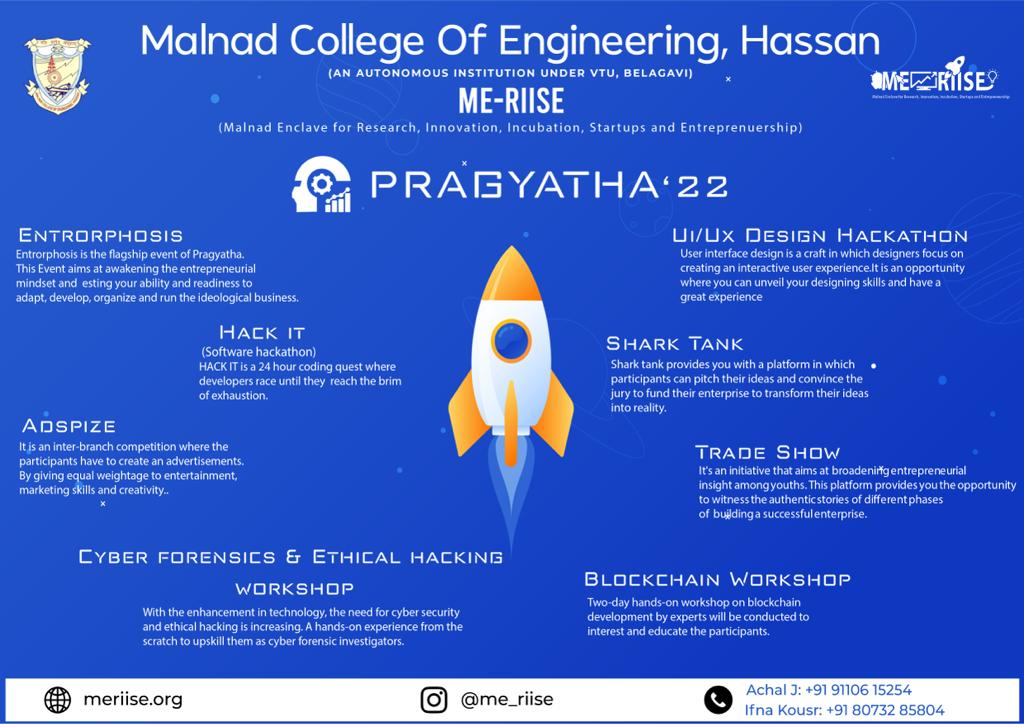 Malnad College Of Engineering, Hassan
(AN AUTONOMOUS INSTITUTION UNDER VTU, BELAGAVI)
ME-RIISE
ME-RIISE
(Malnad Enclave for Research, Innovation, Incubation, Startups and Entreprenuership)
PRAGYATHA‘22
ENTRORPHOSIS
Entrorphosis is the flagship event of Pragyatha.
This Event aims at awakening the entrepreneurial
mindset and esting your ability and readiness to
adapt, develop, organize and run the ideological business.
UI/UX DESIGN HACKATHON
User interface design is a craft in which designers focus on
creating an interactive user experience.It is an opportunity
where you can unveil your designing skills and have a
great experience
HACK IT
(Software hackathon)
HACK IT is a 24 hour coding quest where
developers race until they reach the brim
of exhaustion.
SHARK TANK
Shark tank provides you with a platform in which
participants can pitch their ideas and convince the
jury to fund their enterprise to transform their ideas
into reality.
ADSPIZE
It is an inter-branch competition where the
participants have to create an advertisements.
By giving equal weightage to entertainment,
marketing skills and creativity..
TRADE SHOW
It's an initiative that aims at broadening entrepreneurial
insight among youths. This platform provides you the opportunity
to witness the authentic stories of different phases
of building a successful enterprise.
CYBER FORENSICS & ETHICAL HACKING
WORKSHOP
With the enhancement in technology, the need for cyber security
and ethical hacking is increasing. A hands-on experience from the
scratch to upskill them as cyber forensic investigators.
BLOCKCHAIN WORKSHOP
Two-day hands-on workshop on blockchain
development by experts will be conducted to
interest and educate the participants.
meriise.org
@me_riise
Achal J: +91 91106 15254
Ifna Kousr: +91 80732 85804